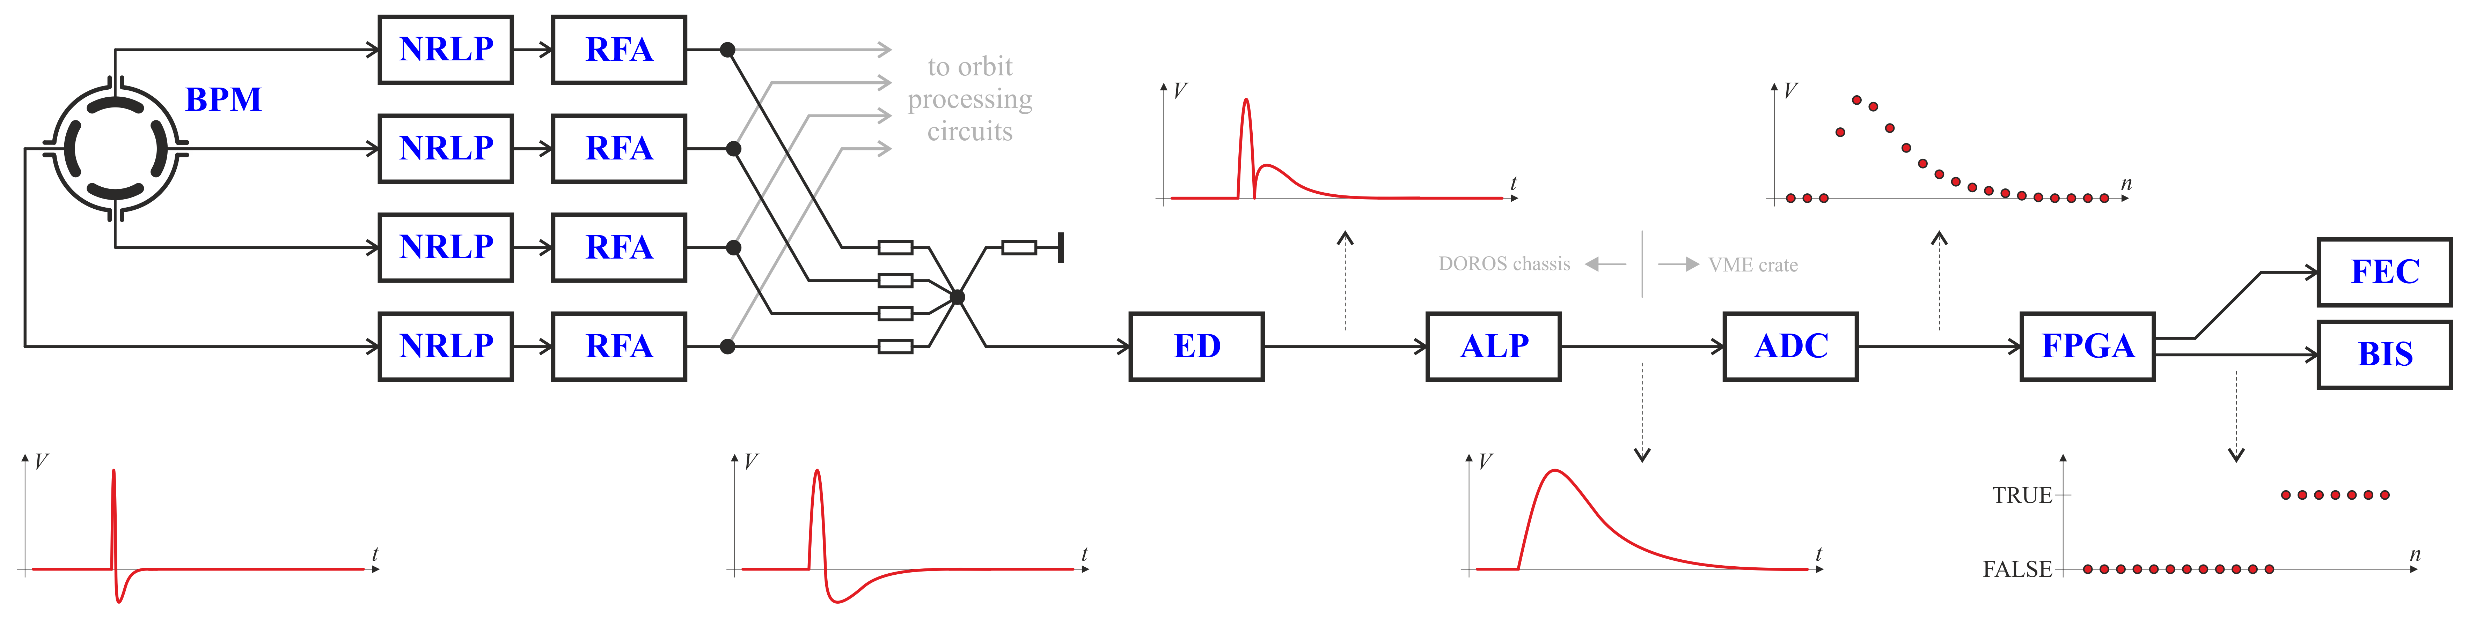 NRLP
RFA
BPM
to orbit
processing
circuits
NRLP
RFA
NRLP
RFA
NRLP
RFA
V
t
V
n
DOROS chassis
VME crate
ED
ALP
ADC
FPGA
FEC
BIS
V
t
V
t
V
t
TRUE
FALSE
n